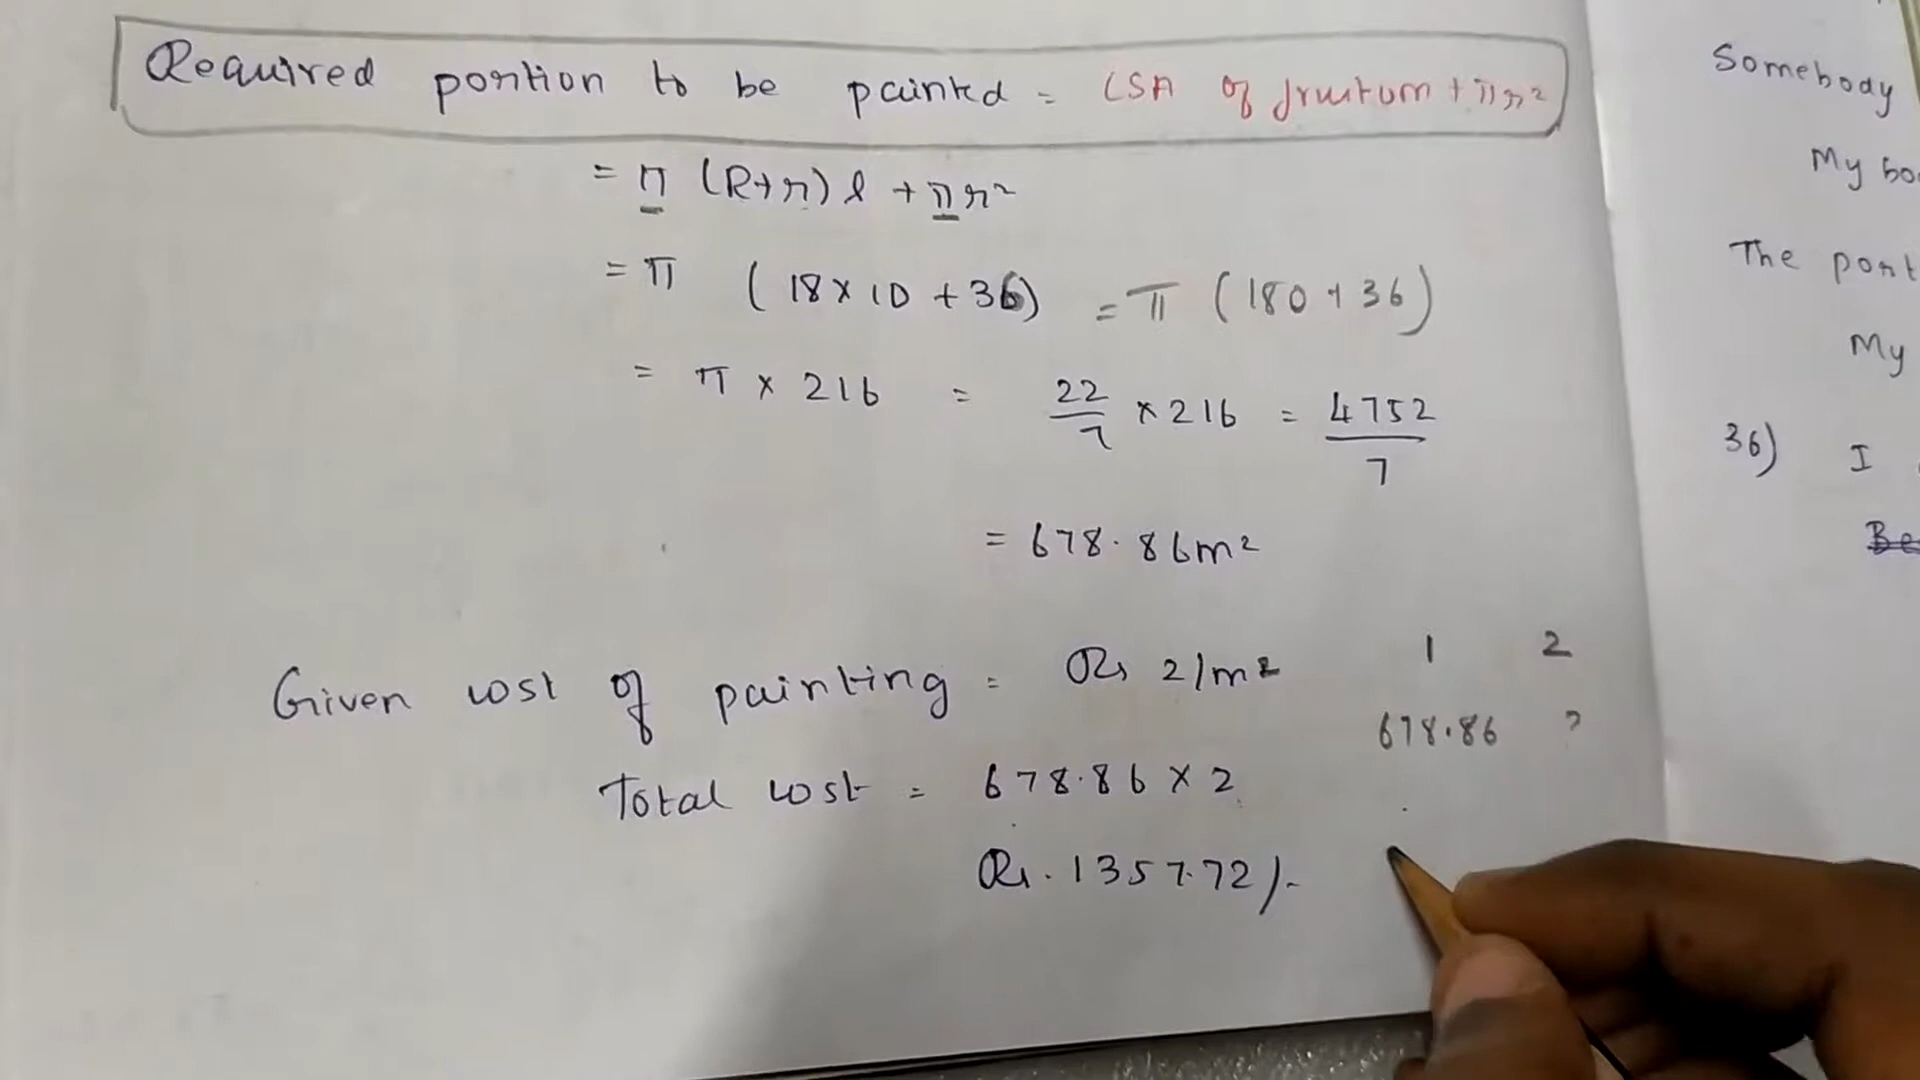 Required portion to be painted = CSA of frustum + πr²
= π (R+r) l + πr²
= π (18 × 10 + 36) = π (180 + 36)
= π × 216 = 22/7 × 216 = 4752/7
= 678.86m²
Given cost of painting = Rs 2/m²
1 2
678.86 ?
Total cost = 678.86 × 2
Rs. 1357.72/-
Somebody
My
The
My
36) I